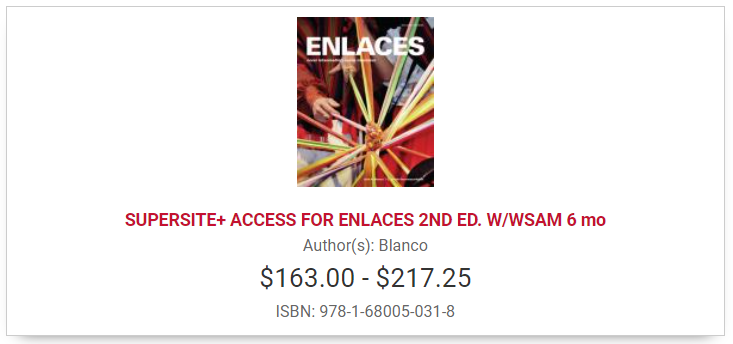 ENLACES
SUPERSITE+ ACCESS FOR ENLACES 2ND ED. W/WSAM 6 mo
Author(s): Blanco
$163.00 - $217.25
ISBN: 978-1-68005-031-8